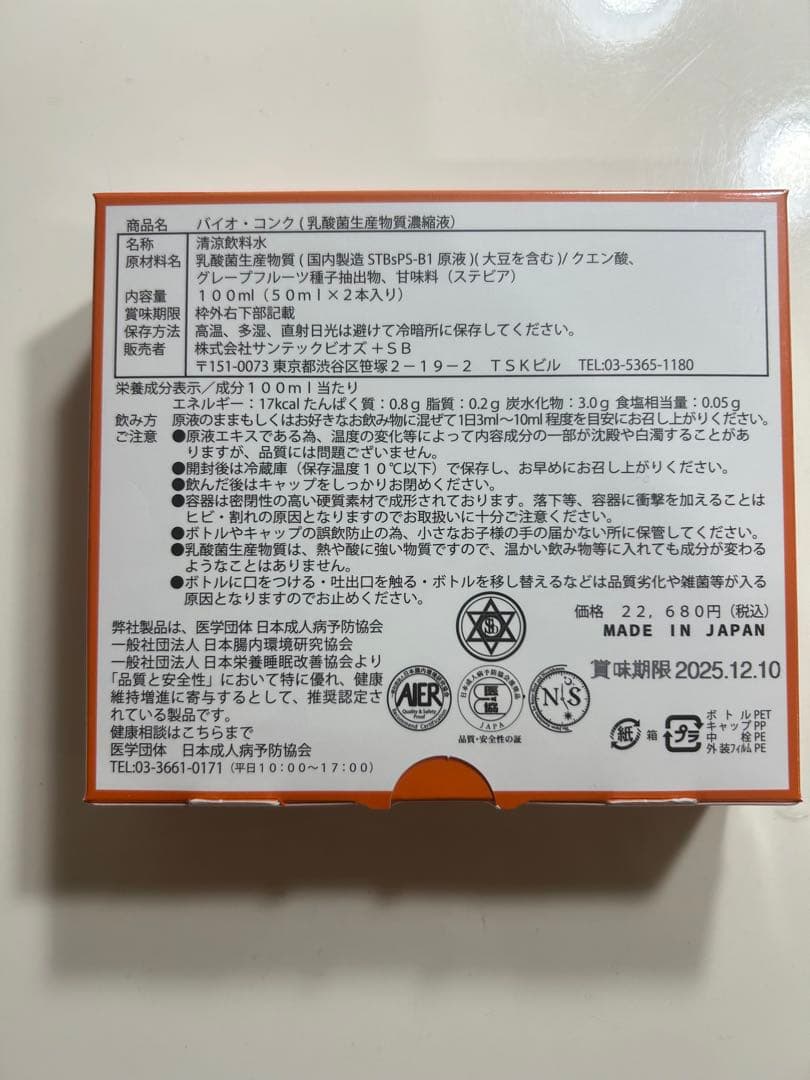 商品名 バイオ・コンク(乳酸菌生産物質濃縮液)
名称 清涼飲料水
原材料名 乳酸菌生産物質(国内製造 STBsPS-B1 原液)(大豆を含む)/ クエン酸、
グレープフルーツ種子抽出物、甘味料(ステビア)
内容量 100ml(50ml×2本入り)
賞味期限 枠外右下部記載
保存方法 高温、多湿、直射日光は避けて冷暗所に保存してください。
販売者 株式会社サンテックビオズ+SB
〒151-0073 東京都渋谷区笹塚2-19-2 TSKビル TEL:03-5365-1180
栄養成分表示/成分100ml当たり
エネルギー:17kcal たんぱく質:0.8g 脂質:0.2g 炭水化物:3.0g 食塩相当量:0.05g
飲み方 原液のままもしくはお好きなお飲み物に混ぜて1日3ml〜10ml程度を目安にお召し上がりください。
ご注意 ●原液エキスである為、温度の変化等によって内容成分の一部が沈殿や白濁することがあ
りますが、品質には問題ございません。
●開封後は冷蔵庫(保存温度10℃以下)で保存し、お早めにお召し上がりください。
●飲んだ後はキャップをしっかりお閉めください。
●容器は密閉性の高い硬質素材で成形されております。落下等、容器に衝撃を加えることは
ヒビ・割れの原因となりますのでお取扱いに十分ご注意ください。
●ボトルやキャップの誤飲防止の為、小さなお子様の手の届かない所に保管してください。
●乳酸菌生産物質は、熱や酸に強い物質ですので、温かい飲み物等に入れても成分が変わる
ようなことはありません。
●ボトルに口をつける・吐出口を触る・ボトルを移し替えるなどは品質劣化や雑菌等が入る
原因となりますのでお止めください。
価格 22,680円(税込)
MADE IN JAPAN
賞味期限 2025.12.10
弊社製品は、医学団体 日本成人病予防協会
一般社団法人 日本腸内環境研究協会
一般社団法人 日本栄養睡眠改善協会より
「品質と安全性」において特に優れ、健康
維持増進に寄与するとして、推奨認定さ
れている製品です。
健康相談はこちらまで
医学団体 日本成人病予防協会
TEL:03-3661-0171(平日10:00〜17:00)
AIER
Quality & Safety
Proof
医協
JAPA
品質・安全性の証
N S
紙 箱
プラ
ボトル PET
キャップ PP
中栓 PE
外装フィルム PE